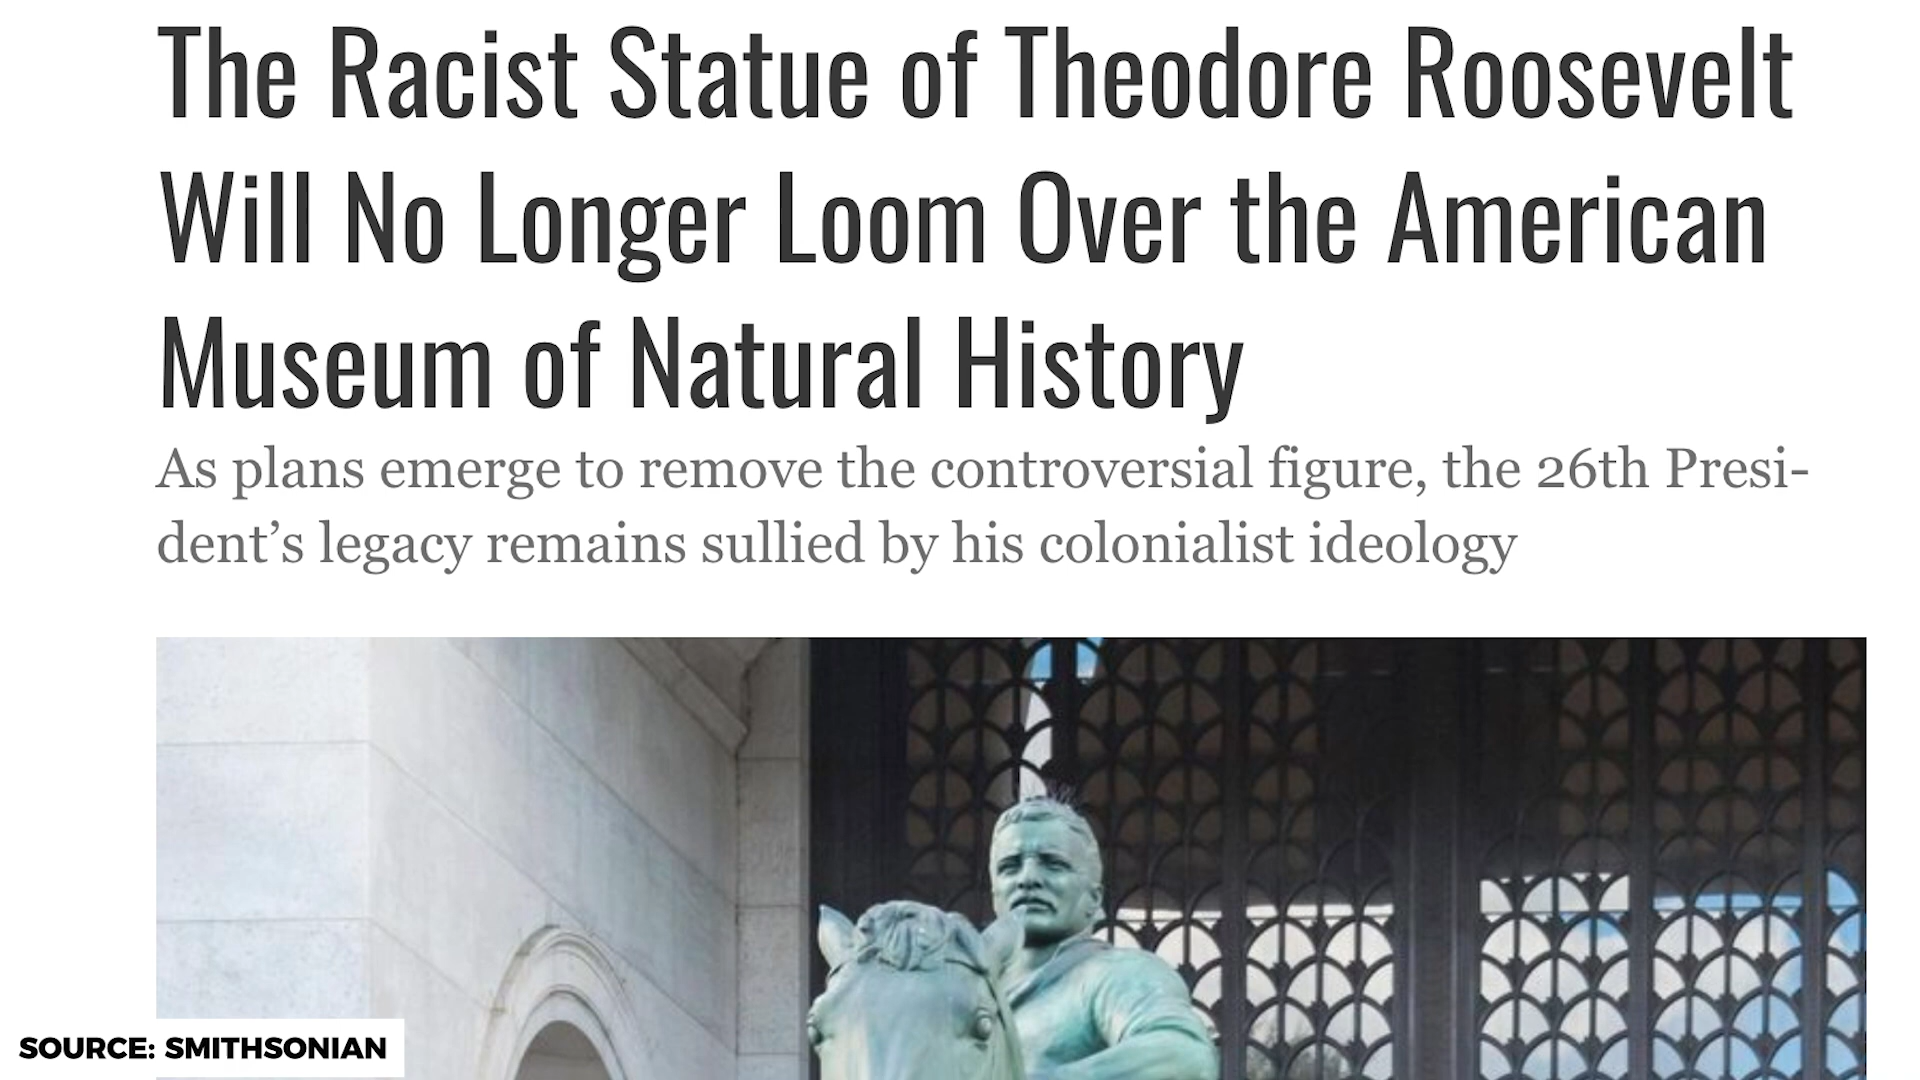 The Racist Statue of Theodore Roosevelt
Will No Longer Loom Over the American
Museum of Natural History
As plans emerge to remove the controversial figure, the 26th Presi-
dent’s legacy remains sullied by his colonialist ideology
SOURCE: SMITHSONIAN